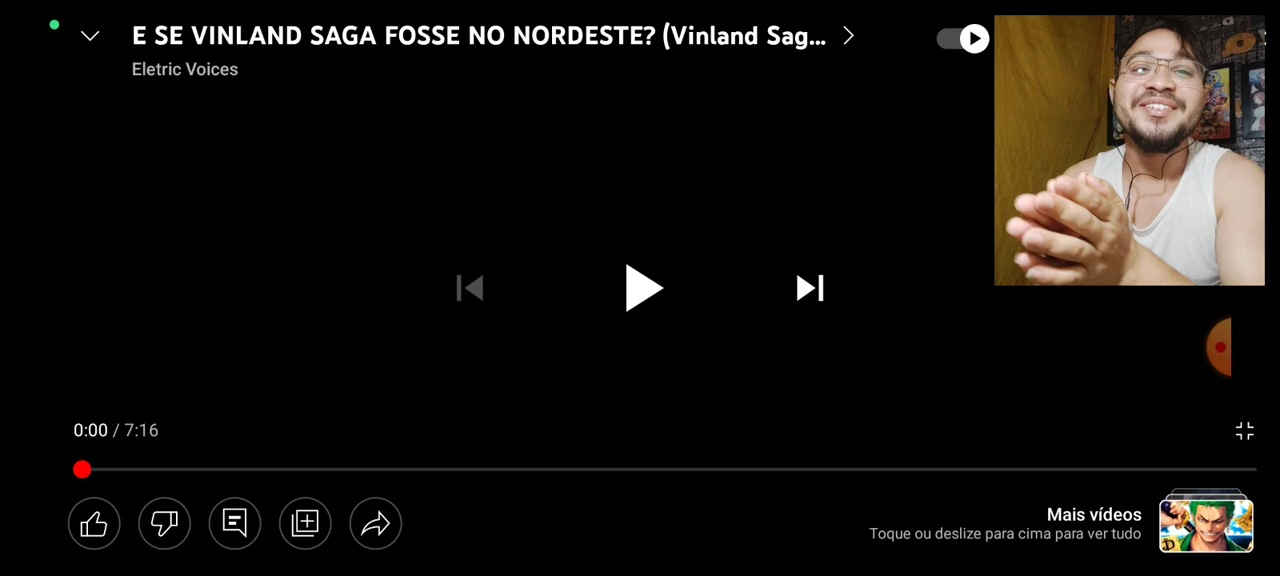 E SE VINLAND SAGA FOSSE NO NORDESTE? (Vinland Sag...
Eletric Voices
0:00 / 7:16
Mais vídeos
Toque ou deslize para cima para ver tudo